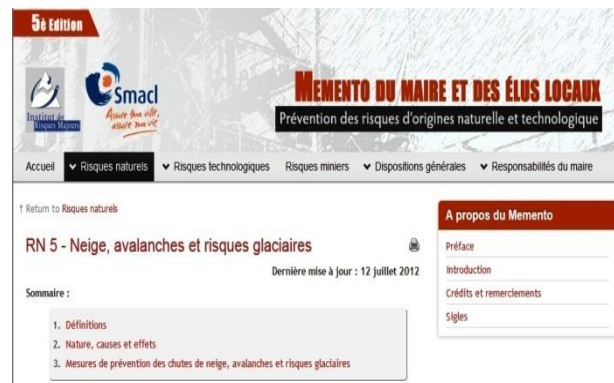 5è Edition
Institut des
Risques Majeurs
Smacl
Assure ma ville,
assure ma vie
MEMENTO DU MAIRE ET DES ÉLUS LOCAUX
Prévention des risques d'origines naturelle et technologique
Accueil Risques naturels Risques technologiques Risques miniers Dispositions générales Responsabilités du maire
↑ Return to Risques naturels
RN 5 - Neige, avalanches et risques glaciaires
Dernière mise à jour : 12 juillet 2012
Sommaire :
1. Définitions
2. Nature, causes et effets
3. Mesures de prévention des chutes de neige, avalanches et risques glaciaires
A propos du Memento
Préface
Introduction
Crédits et remerciements
Sigles